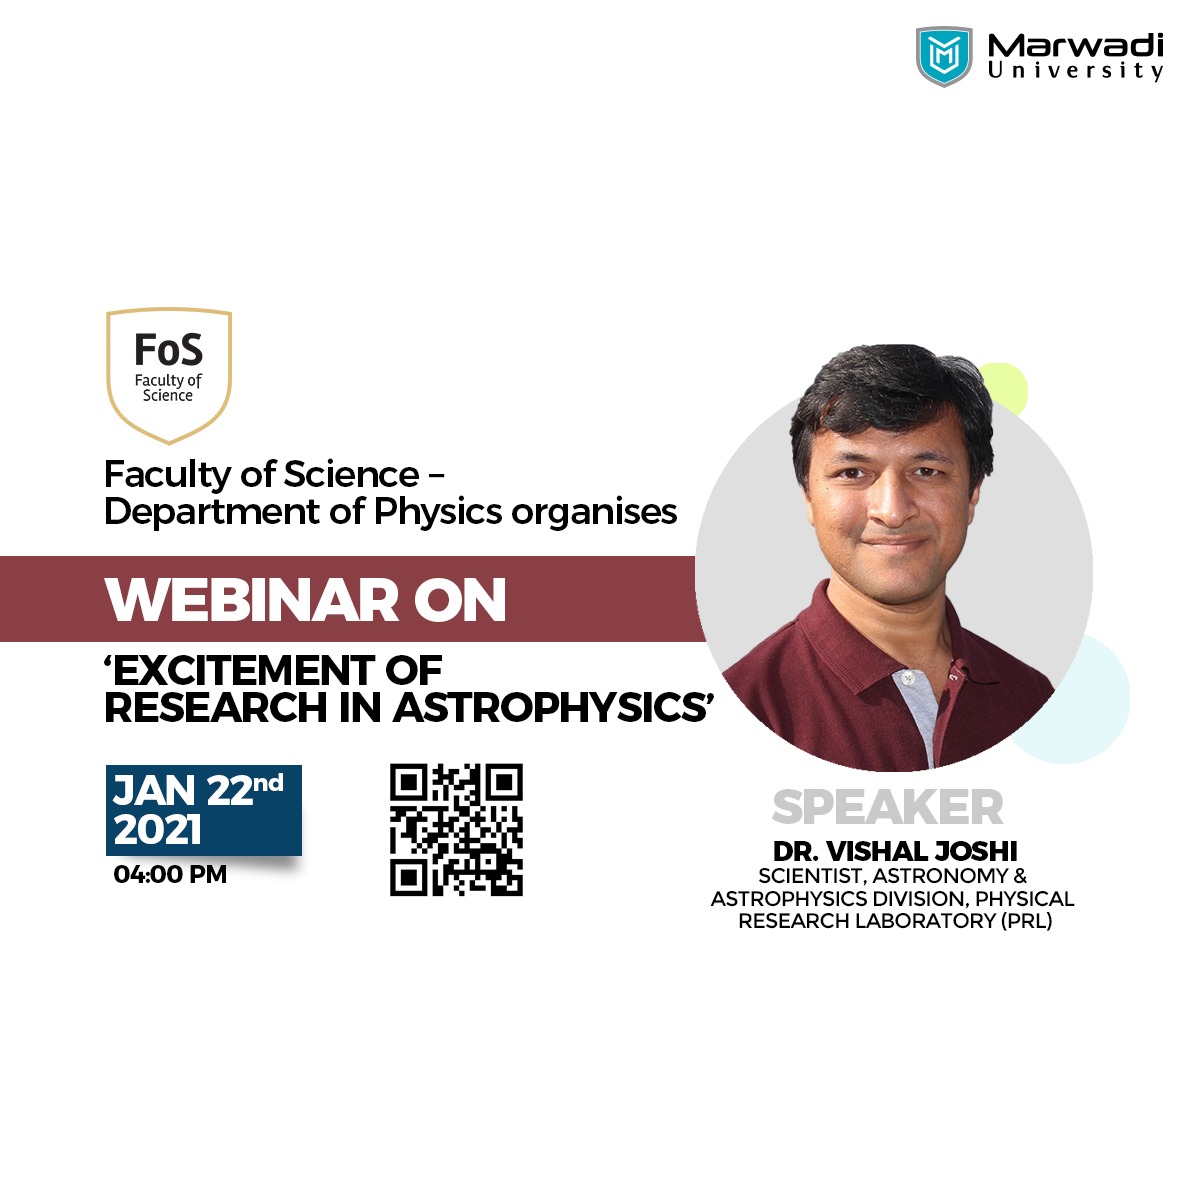 Marwadi
University
FoS
Faculty of
Science
Faculty of Science –
Department of Physics organises
WEBINAR ON
‘EXCITEMENT OF
RESEARCH IN ASTROPHYSICS’
JAN 22nd
2021
04:00 PM
SPEAKER
DR. VISHAL JOSHI
SCIENTIST, ASTRONOMY &
ASTROPHYSICS DIVISION, PHYSICAL
RESEARCH LABORATORY (PRL)